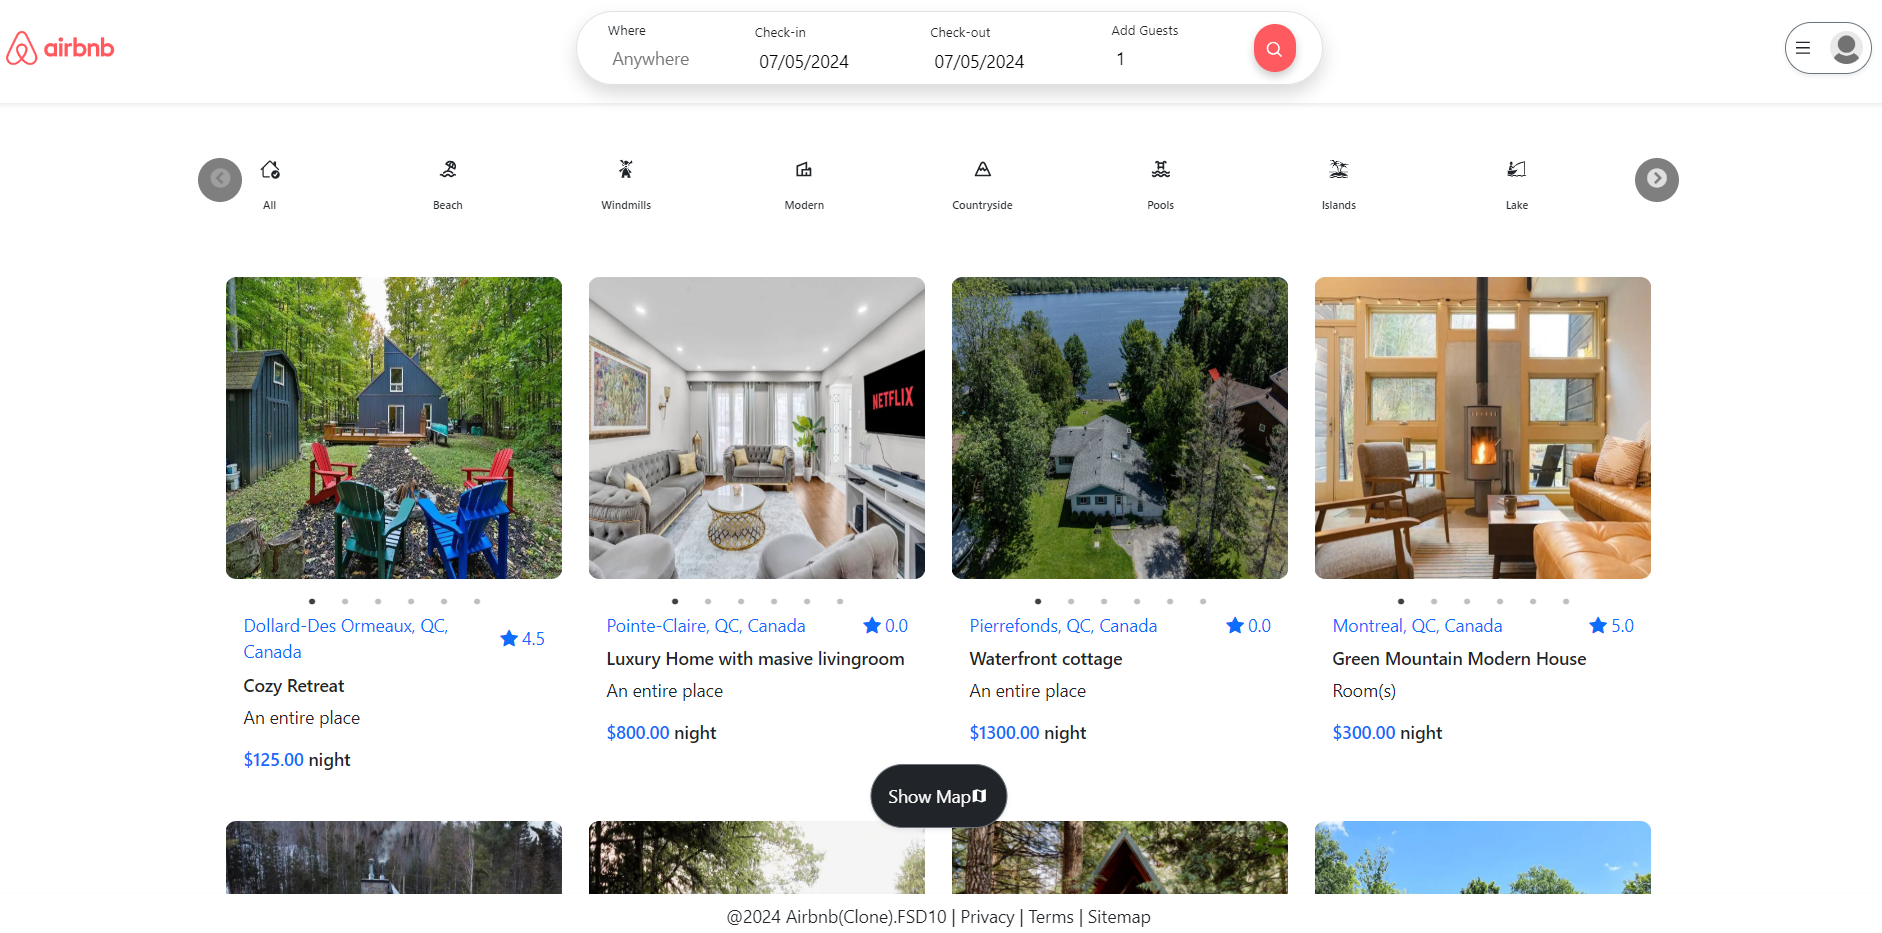 airbnb
Where
Anywhere
Check-in
07/05/2024
Check-out
07/05/2024
Add Guests
1
All
Beach
Windmills
Modern
Countryside
Pools
Islands
Lake
NETFLIX
Dollard-Des Ormeaux, QC,
Canada
4.5
Cozy Retreat
An entire place
$125.00 night
Pointe-Claire, QC, Canada
0.0
Luxury Home with masive livingroom
An entire place
$800.00 night
Pierrefonds, QC, Canada
0.0
Waterfront cottage
An entire place
$1300.00 night
Montreal, QC, Canada
5.0
Green Mountain Modern House
Room(s)
$300.00 night
Show Map
@2024 Airbnb(Clone).FSD10 | Privacy | Terms | Sitemap